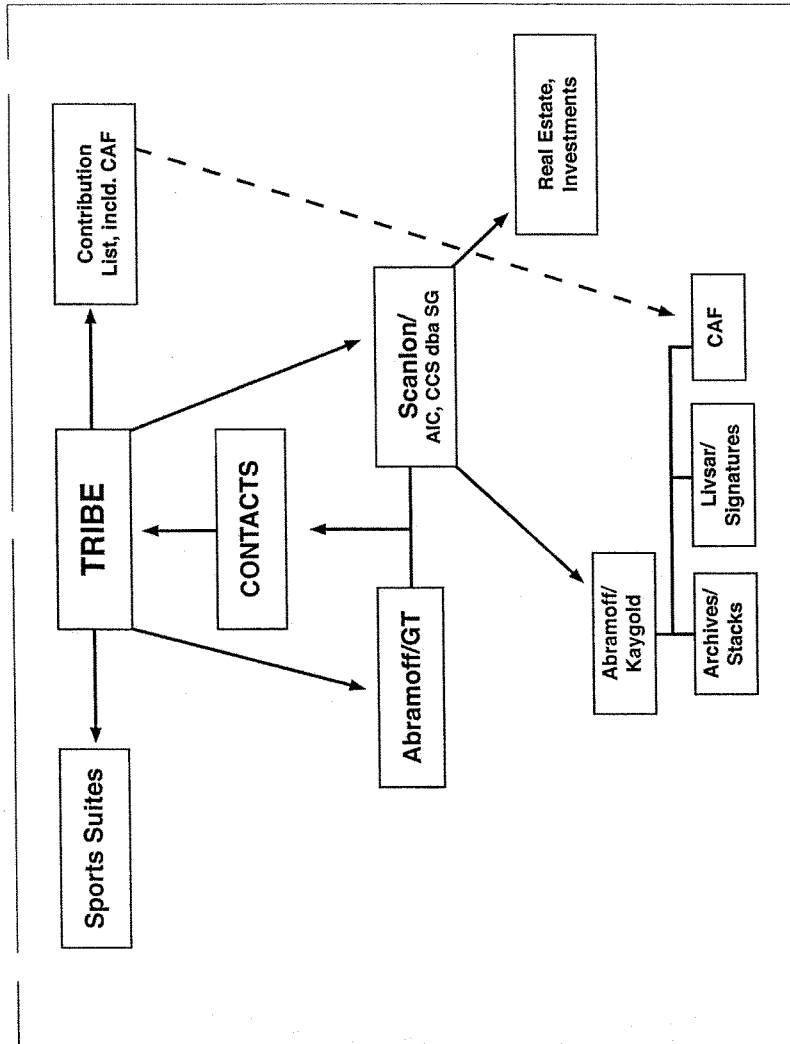 Sports Suites
TRIBE
Contribution
List, incld. CAF
CONTACTS
Abramoff/GT
Scanlon/
AIC, CCS dba SG
Real Estate,
Investments
Abramoff/
Kaygold
Archives/
Stacks
Livsar/
Signatures
CAF